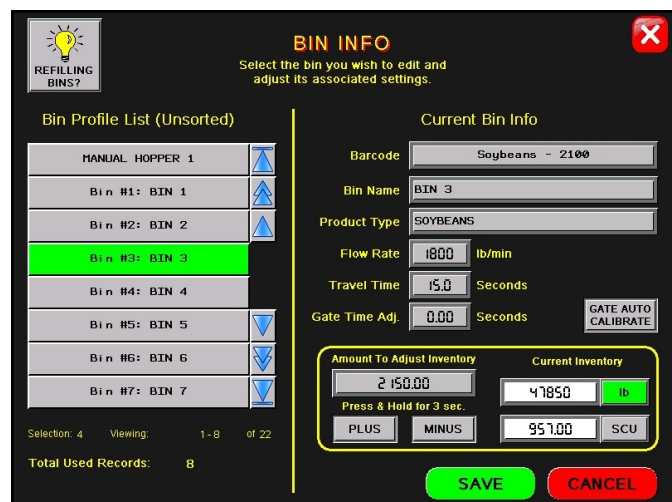 REFILLING
BINS?
BIN INFO
Select the bin you wish to edit and
adjust its associated settings.
Bin Profile List (Unsorted)
MANUAL HOPPER 1
Bin #1: BIN 1
Bin #2: BIN 2
Bin #3: BIN 3
Bin #4: BIN 4
Bin #5: BIN 5
Bin #6: BIN 6
Bin #7: BIN 7
Selection: 4 Viewing: 1 - 8 of 22
Total Used Records: 8
Current Bin Info
Barcode Soybeans - 2100
Bin Name BIN 3
Product Type SOYBEANS
Flow Rate 1800 lb/min
Travel Time 15.0 Seconds
Gate Time Adj. 0.00 Seconds
GATE AUTO
CALIBRATE
Amount To Adjust Inventory
2150.00
Press & Hold for 3 sec.
PLUS MINUS
Current Inventory
47850 lb
957.00 SCU
SAVE CANCEL